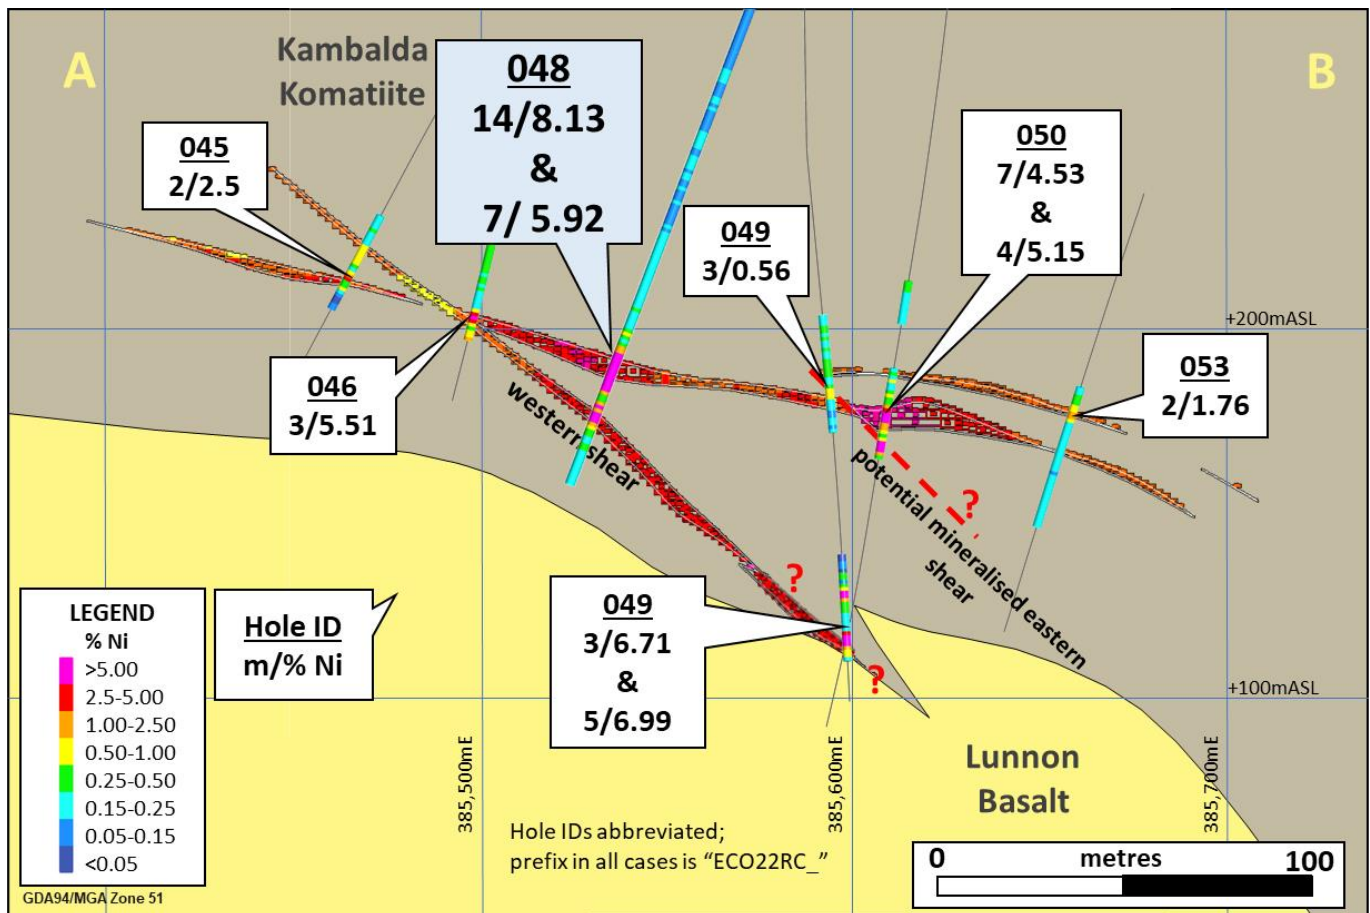 A
Kambalda
Komatiite
B
048
14/8.13
&
7/ 5.92
045
2/2.5
050
7/4.53
&
4/5.15
049
3/0.56
+200mASL
053
2/1.76
046
3/5.51
western shear
potential mineralised eastern
shear
?
?
?
049
3/6.71
&
5/6.99
Hole ID
m/% Ni
LEGEND
% Ni
>5.00
2.5-5.00
1.00-2.50
0.50-1.00
0.25-0.50
0.15-0.25
0.05-0.15
<0.05
GDA94/MGA Zone 51
+100mASL
385,500mE
385,600mE
385,700mE
Lunnon
Basalt
Hole IDs abbreviated;
prefix in all cases is “ECO22RC_”
0 metres 100